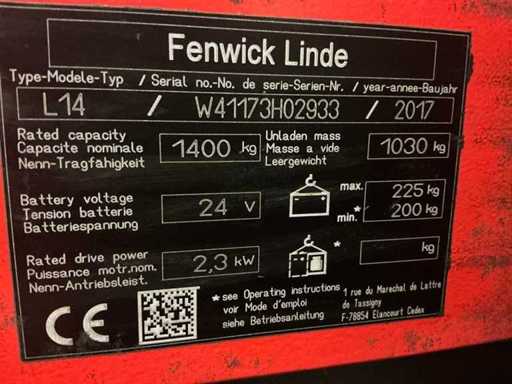 Fenwick Linde
Type-Modele-Typ / Serial no.-No. de serie-Serien-Nr. / year-annee-Baujahr
L14 / W41173H02933 / 2017
Rated capacity
Capacite nominale
Nenn-Tragfähigkeit
1400 kg
Unladen mass
Masse a vide
Leergewicht
1030 kg
Battery voltage
Tension batterie
Batteriespannung
24 V
max. 225 kg
min.* 200 kg
Rated drive power
Puissance motr.nom.
Nenn-Antriebsleist.
2,3 kW
* kg
CE
*see Operating instructions
voir Mode d'emploi
siehe Betriebsanleitung
1 rue du Marechal de Lattre
de Tassigny
F-78854 Elancourt Cedex